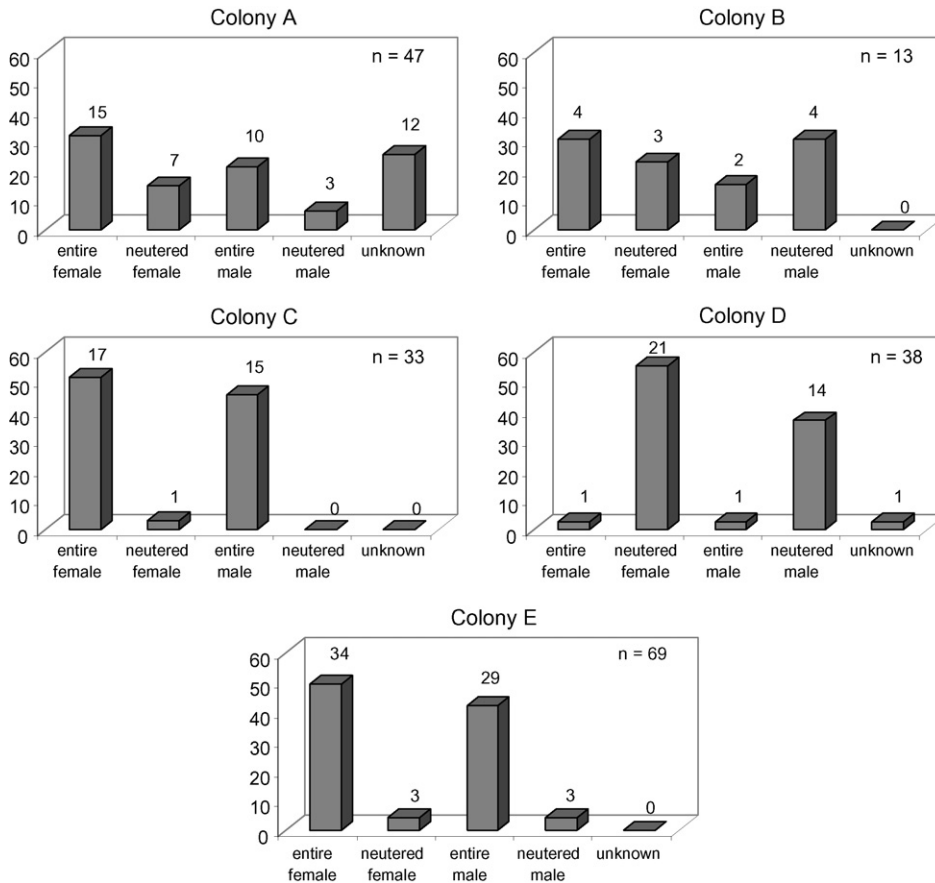 Colony A
n = 47
60
50
40
30
20
10
0
15
7
10
3
12
entire female
neutered female
entire male
neutered male
unknown
Colony B
n = 13
60
50
40
30
20
10
0
4
3
2
4
0
entire female
neutered female
entire male
neutered male
unknown
Colony C
n = 33
60
50
40
30
20
10
0
17
1
15
0
0
entire female
neutered female
entire male
neutered male
unknown
Colony D
n = 38
60
50
40
30
20
10
0
1
21
1
14
1
entire female
neutered female
entire male
neutered male
unknown
Colony E
n = 69
60
50
40
30
20
10
0
34
3
29
3
0
entire female
neutered female
entire male
neutered male
unknown